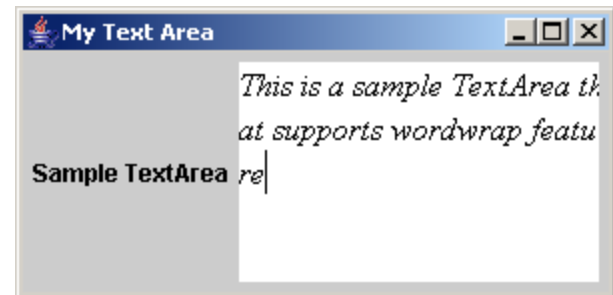 My Text Area
This is a sample TextArea th
at supports wordwrap featu
Sample TextArea re